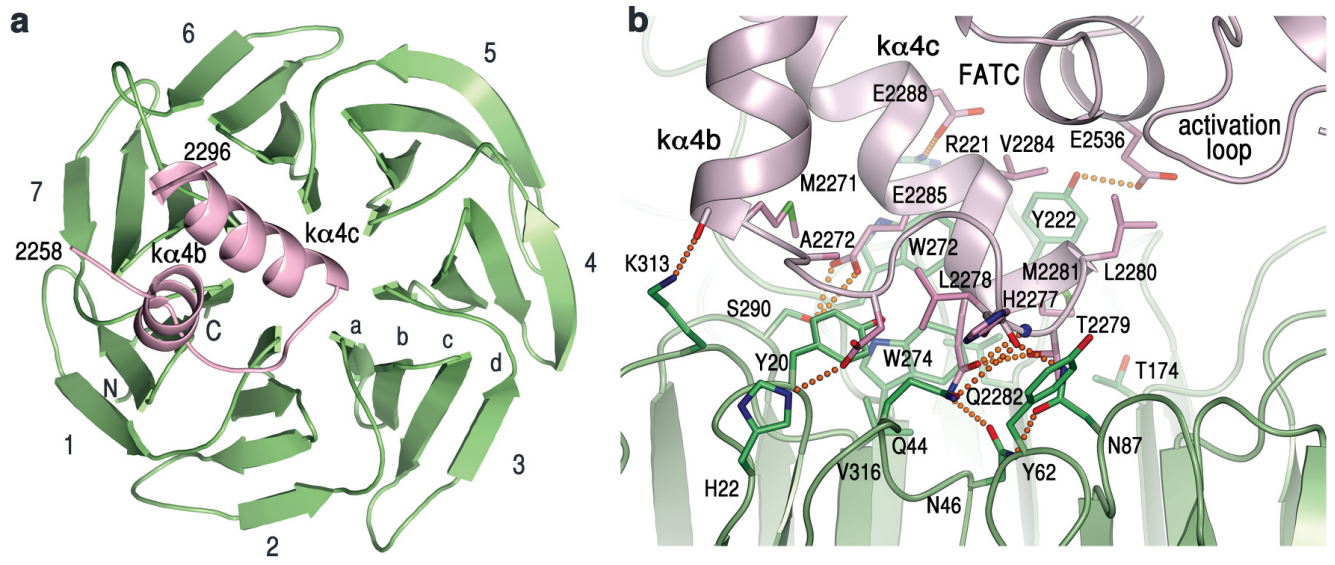 a
6
5
2296
7
2258
kα4b
kα4c
4
C
a
b
c
d
N
1
3
2
b
kα4c
FATC
E2288
kα4b
R221
V2284
E2536
activation
loop
M2271
E2285
Y222
A2272
W272
K313
L2278
M2281
L2280
H2277
S290
T2279
Y20
W274
T174
Q2282
Q44
N87
V316
Y62
H22
N46